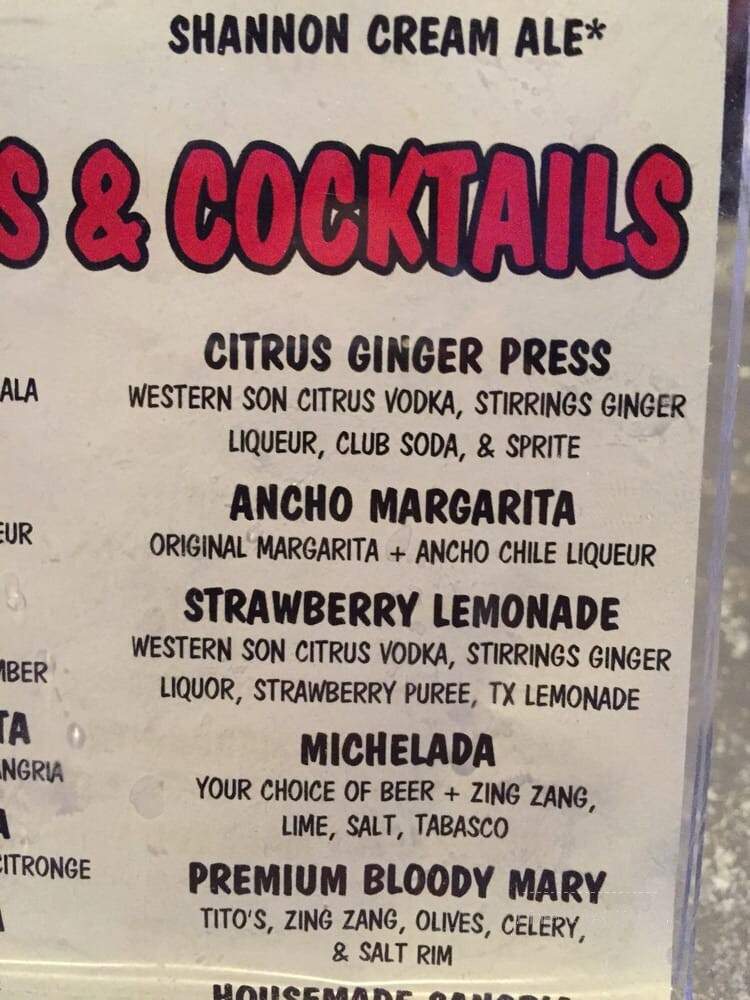 SHANNON CREAM ALE*
S & COCKTAILS
CITRUS GINGER PRESS
WESTERN SON CITRUS VODKA, STIRRINGS GINGER
LIQUEUR, CLUB SODA, & SPRITE
ANCHO MARGARITA
ORIGINAL MARGARITA + ANCHO CHILE LIQUEUR
STRAWBERRY LEMONADE
WESTERN SON CITRUS VODKA, STIRRINGS GINGER
LIQUOR, STRAWBERRY PUREE, TX LEMONADE
MICHELADA
YOUR CHOICE OF BEER + ZING ZANG,
LIME, SALT, TABASCO
PREMIUM BLOODY MARY
TITO'S, ZING ZANG, OLIVES, CELERY,
& SALT RIM
HOUSEMADE SANGRIA
ALA
EUR
MBER
TA
NGRIA
A
CITRONGE
A